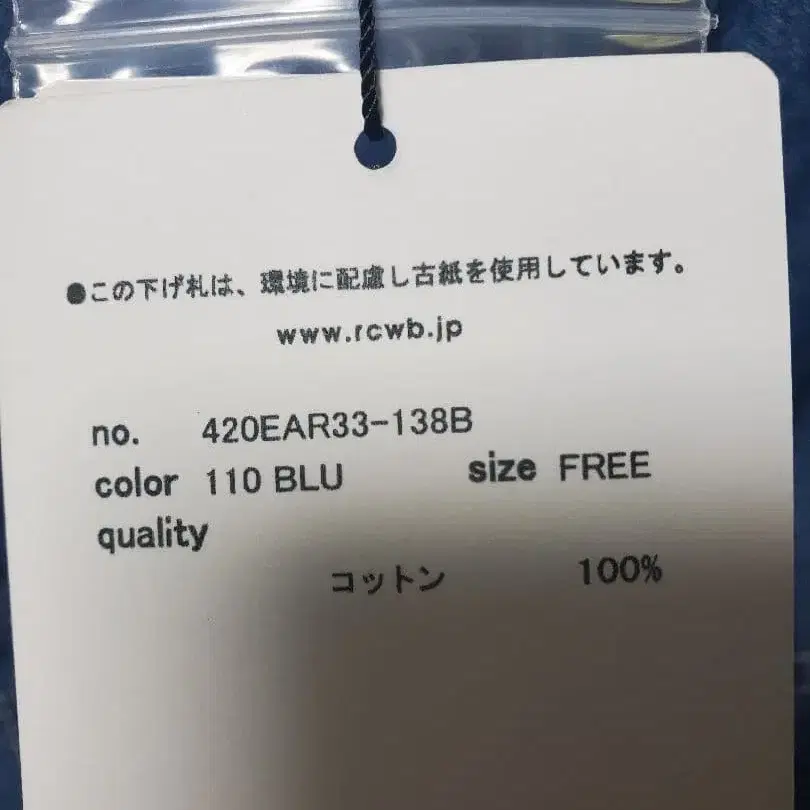 ●この下げ札は、環境に配慮し古紙を使用しています。
www.rcwb.jp
no. 420EAR33-138B
color 110 BLU size FREE
quality
コットン 100%